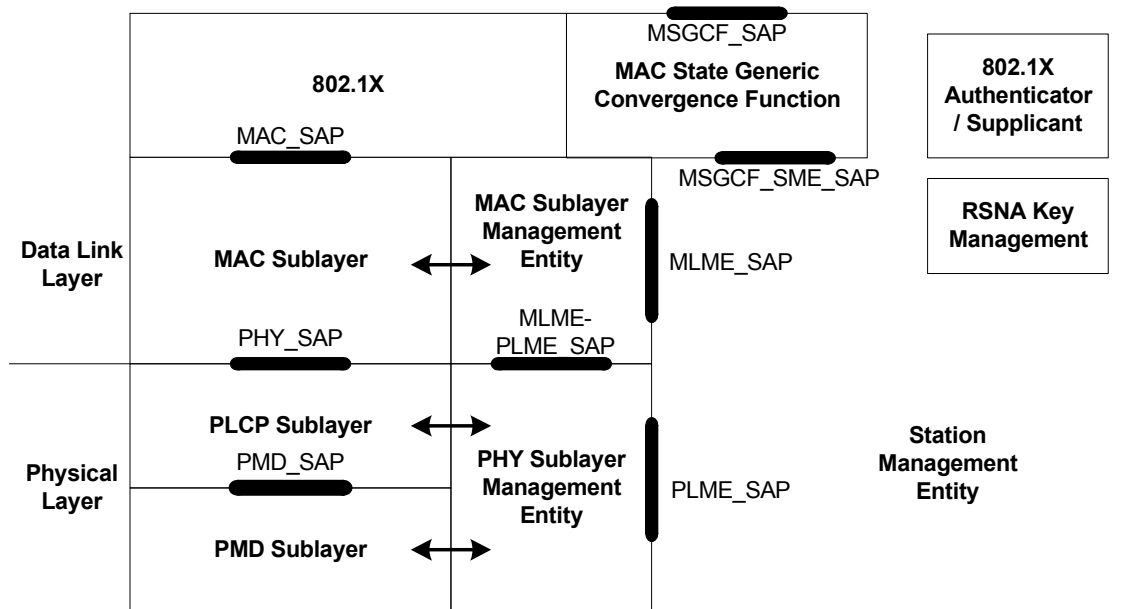 MSGCF_SAP
802.1X
MAC State Generic
Convergence Function
802.1X
Authenticator
/ Supplicant
MAC_SAP
MSGCF_SME_SAP
Data Link
Layer
MAC Sublayer
MAC Sublayer
Management
Entity
MLME_SAP
RSNA Key
Management
PHY_SAP
MLME-
PLME_SAP
Physical
Layer
PLCP Sublayer
PMD_SAP
PMD Sublayer
PHY Sublayer
Management
Entity
PLME_SAP
Station
Management
Entity